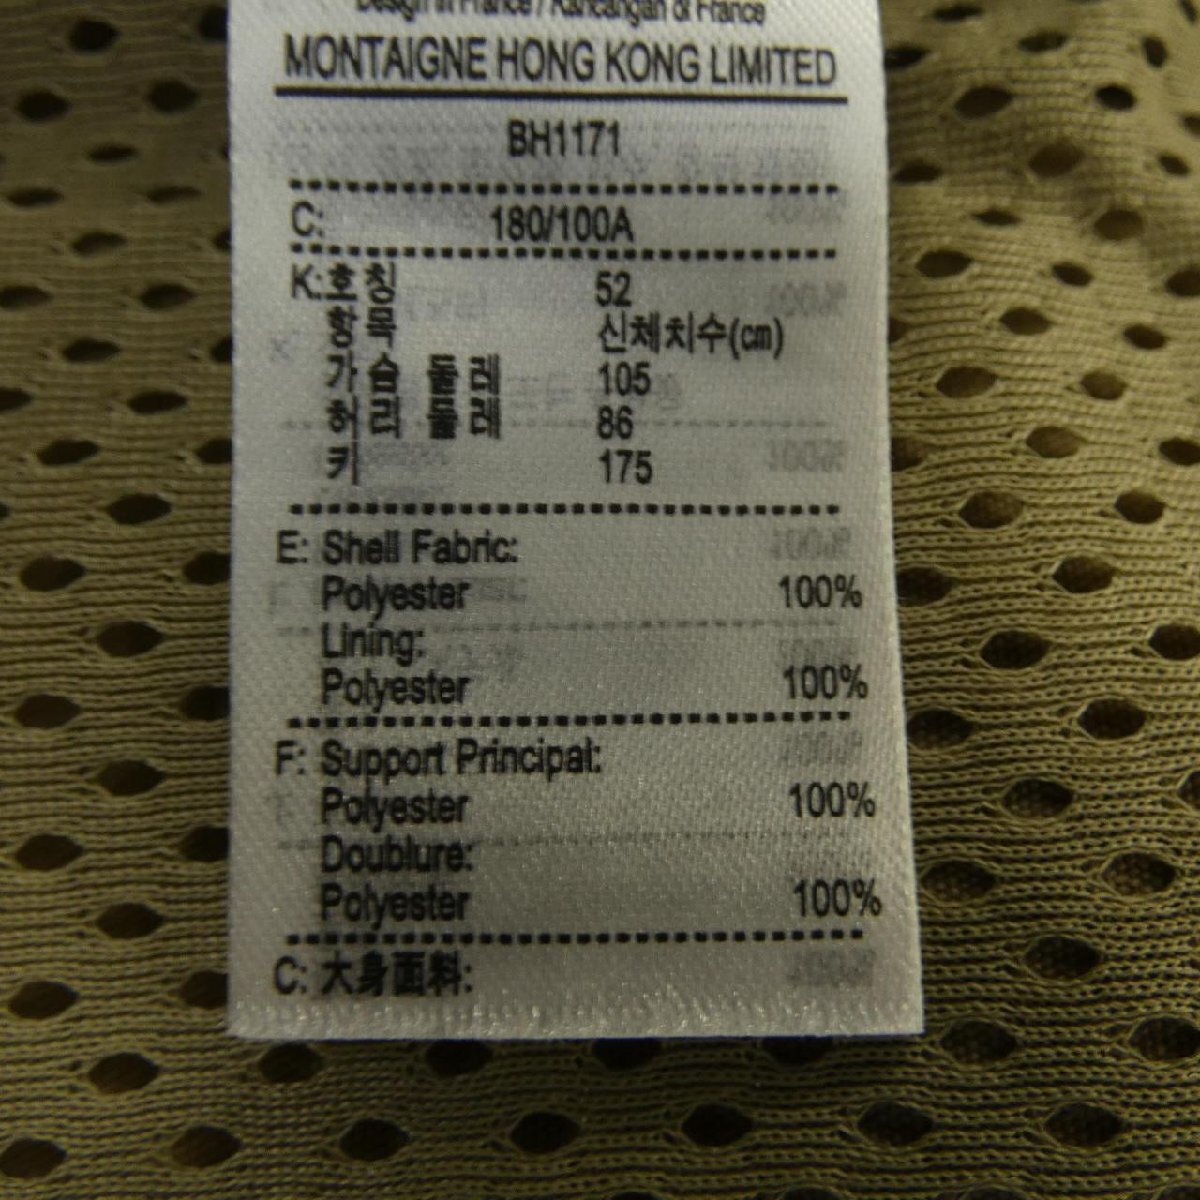 Design in France / Rancangan di France
MONTAIGNE HONG KONG LIMITED
BH1171
C: 180/100A
K: 호칭 52
항목 신체치수(cm)
가슴둘레 105
허리둘레 86
키 175
E: Shell Fabric:
Polyester 100%
Lining:
Polyester 100%
F: Support Principal:
Polyester 100%
Doublure:
Polyester 100%
C: 大身面料: